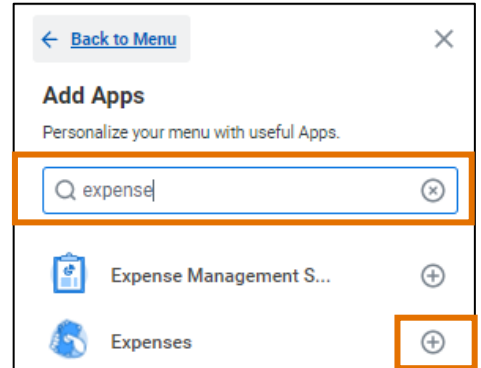 Back to Menu
Add Apps
Personalize your menu with useful Apps.
expense
Expense Management S...
Expenses